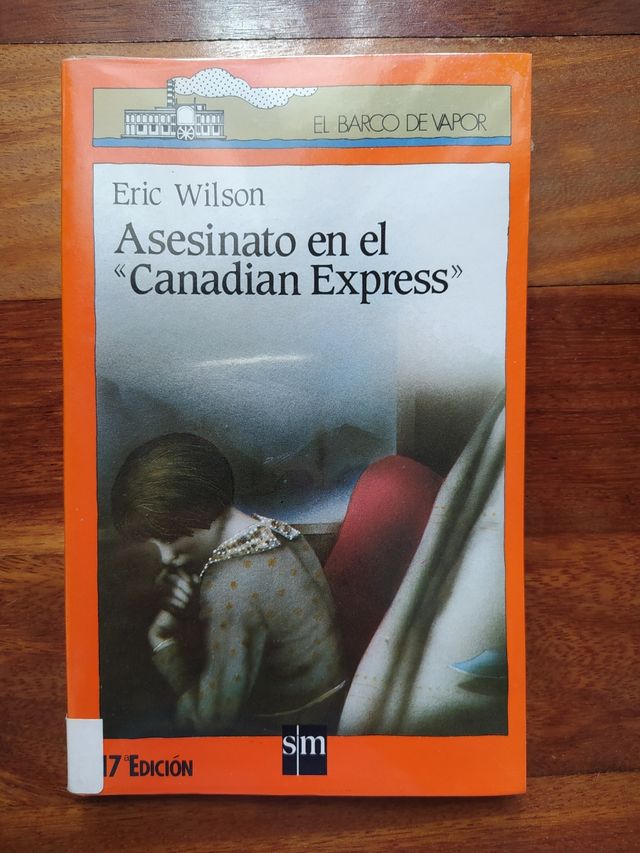 EL BARCO DE VAPOR
Eric Wilson
Asesinato en el
«Canadian Express»
sm
17ª EDICIÓN